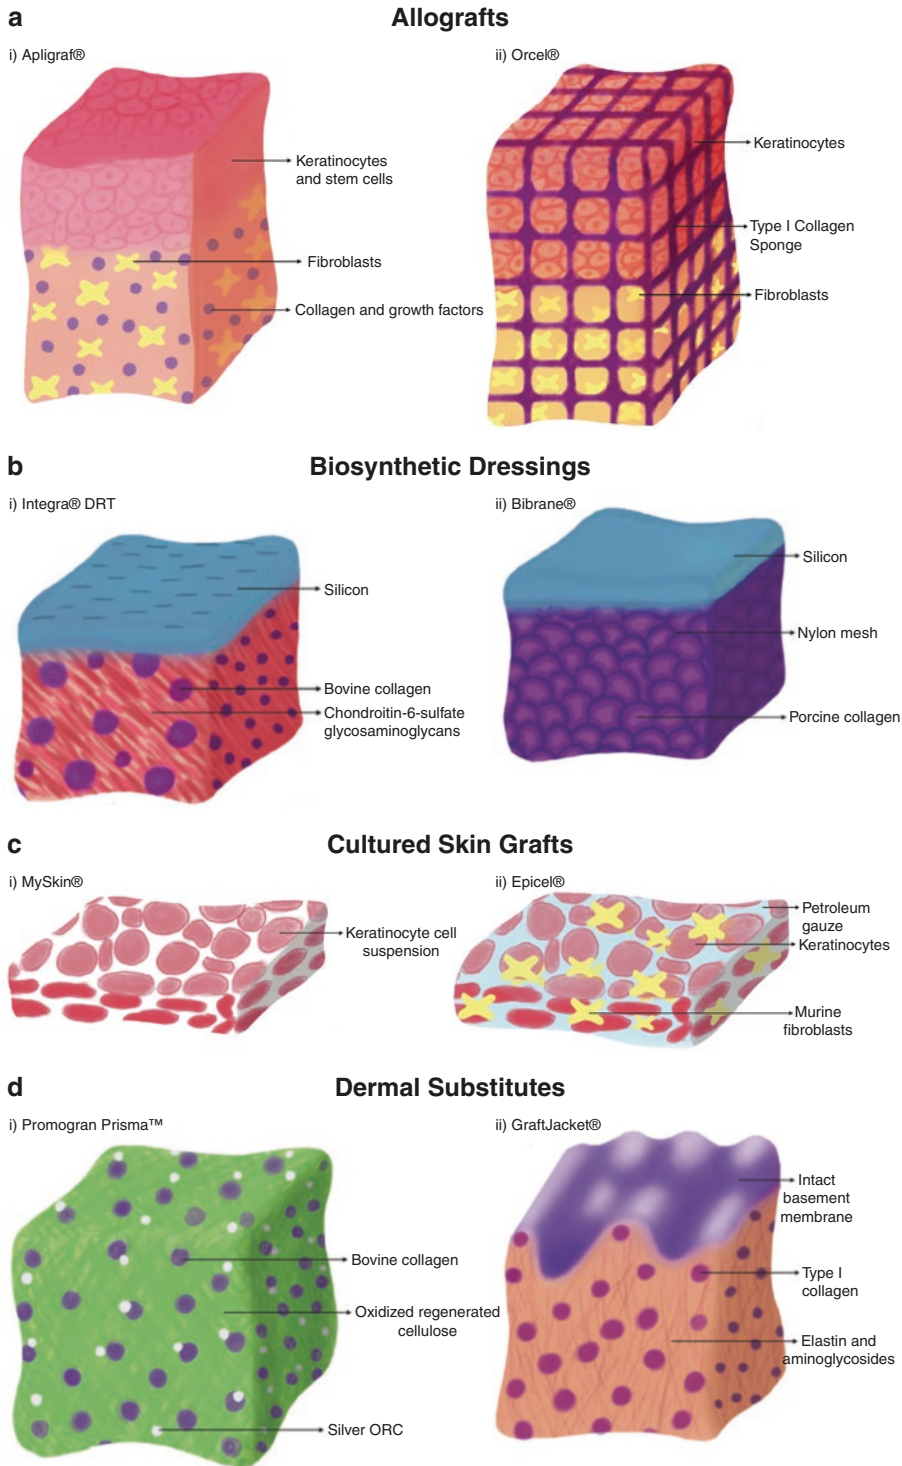 a
Allografts
i) Apligraf®
ii) Orcel®
Keratinocytes
and stem cells
Fibroblasts
Collagen and growth factors
Keratinocytes
Type I Collagen
Sponge
Fibroblasts
b
Biosynthetic Dressings
i) Integra® DRT
ii) Bibrane®
Silicon
Bovine collagen
Chondroitin-6-sulfate
glycosaminoglycans
Silicon
Nylon mesh
Porcine collagen
c
Cultured Skin Grafts
i) MySkin®
ii) Epicel®
Keratinocyte cell
suspension
Petroleum
gauze
Keratinocytes
Murine
fibroblasts
d
Dermal Substitutes
i) Promogran Prisma™
ii) GraftJacket®
Bovine collagen
Oxidized regenerated
cellulose
Silver ORC
Intact
basement
membrane
Type I
collagen
Elastin and
aminoglycosides